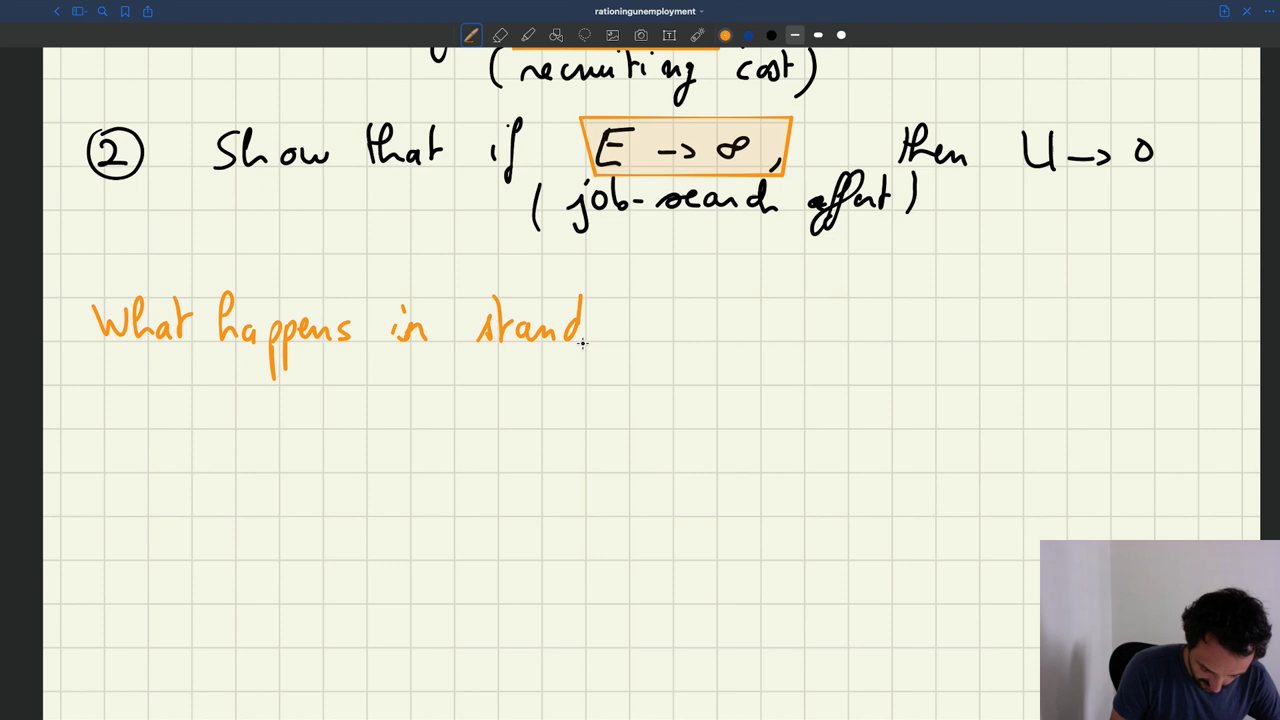 rationingunemployment
(recruiting cost)
② Show that if E → ∞, then U → 0
(job-search effort)
What happens in stand